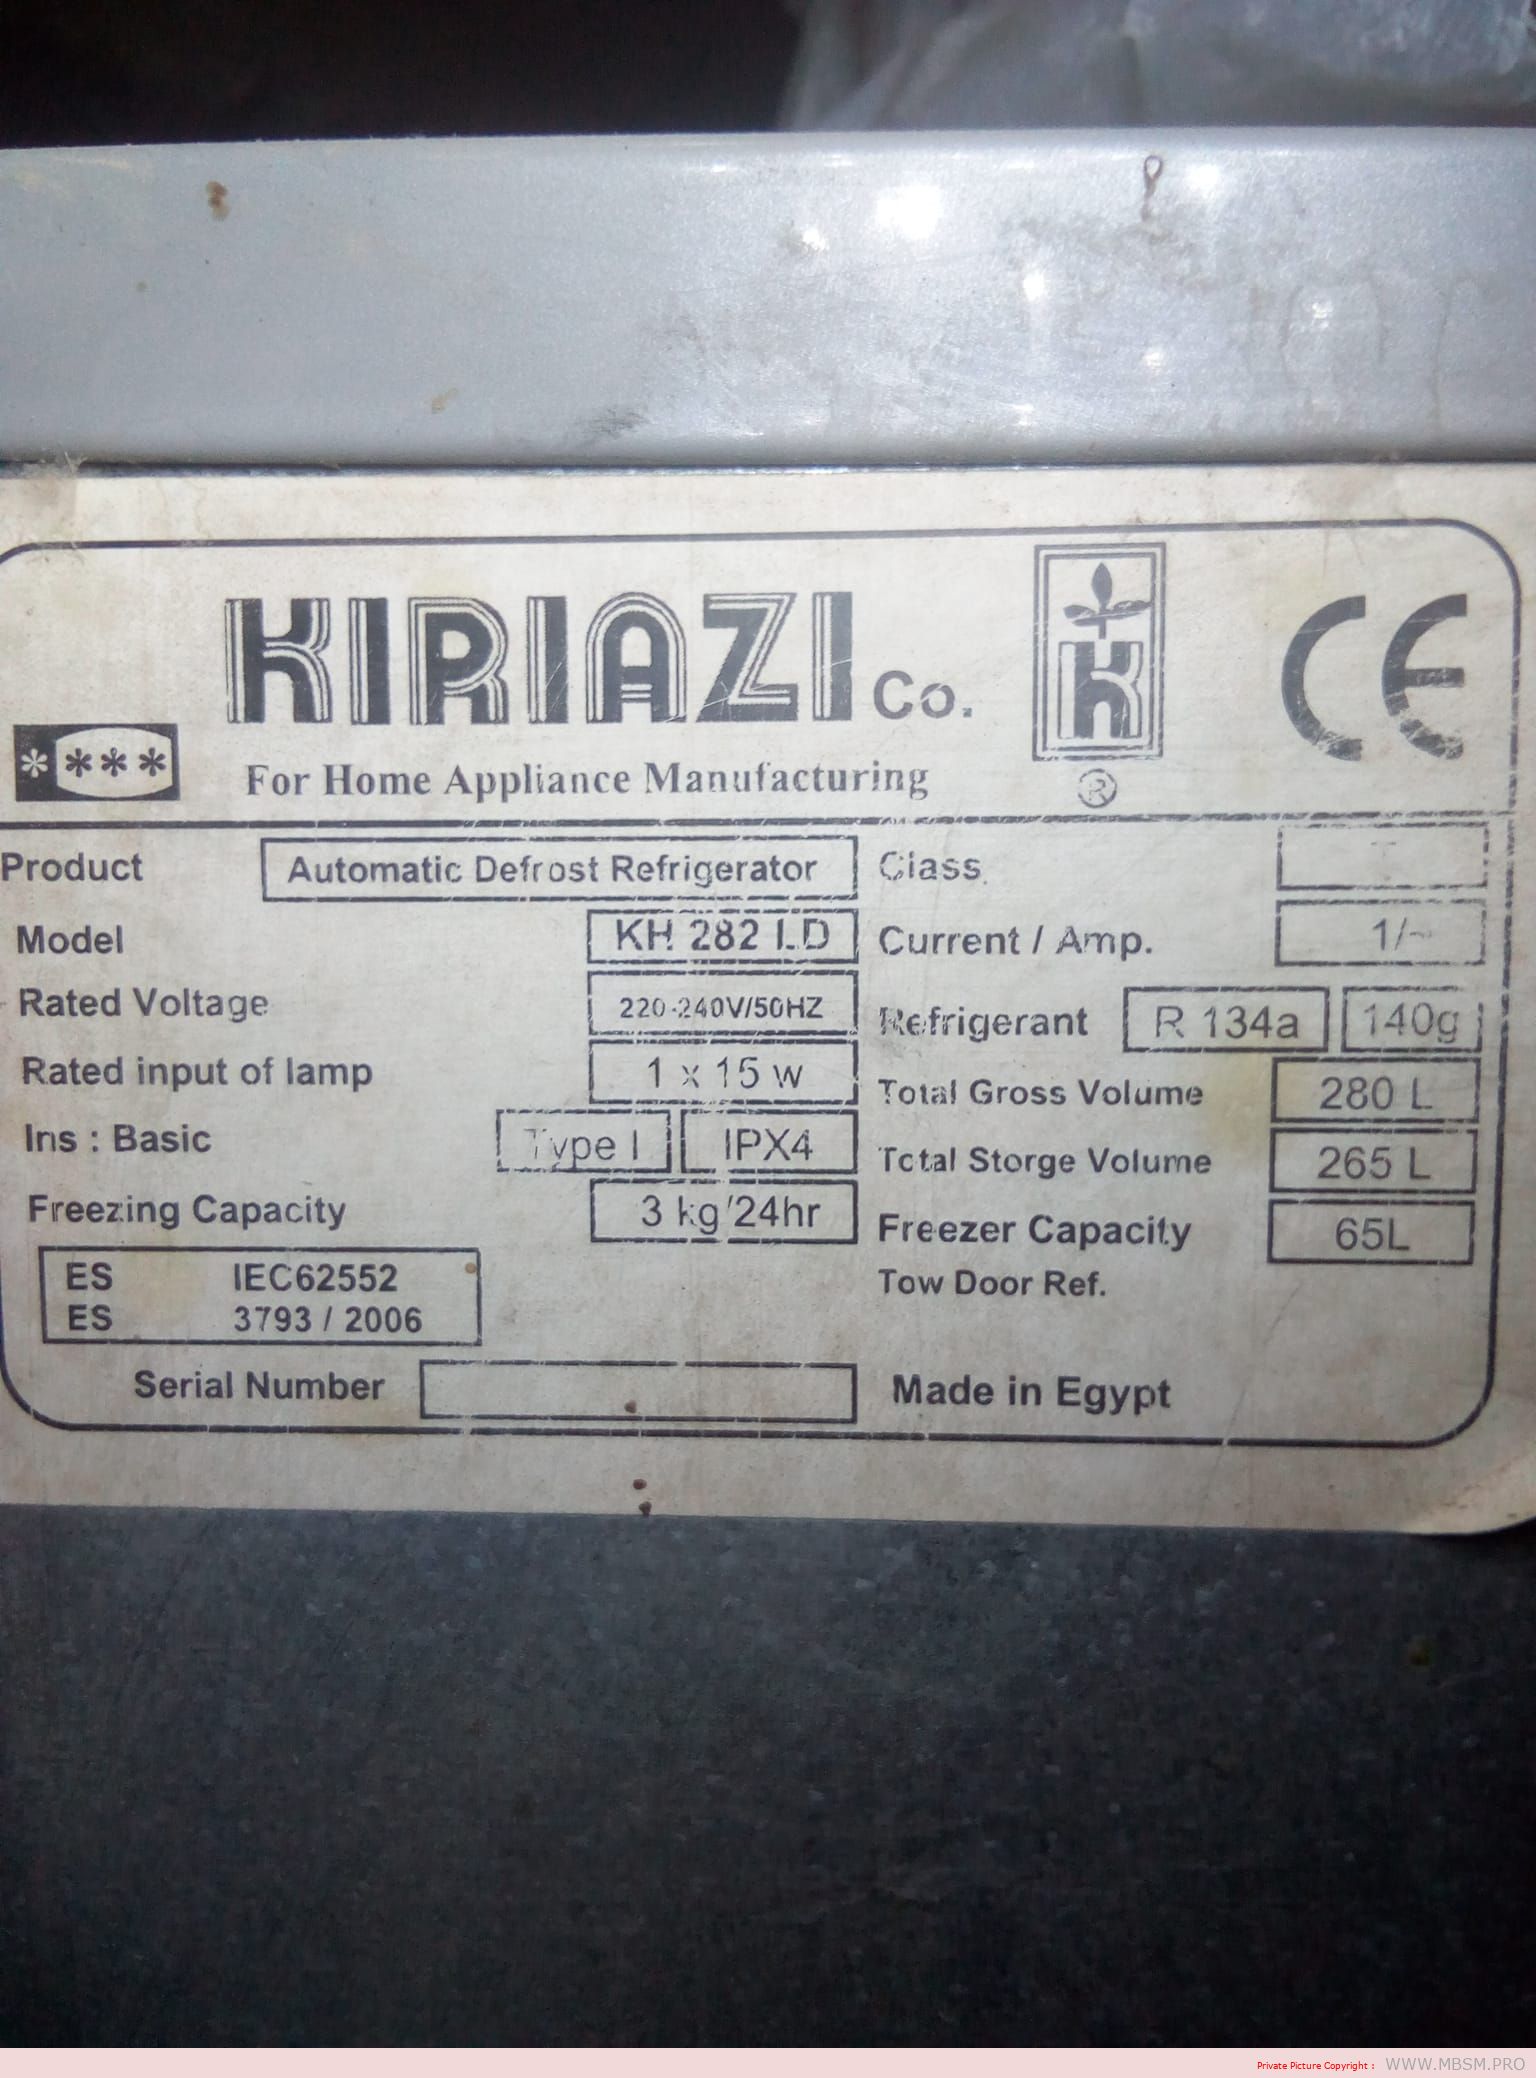 KIRIAZI Co.
CE
****
For Home Appliance Manufacturing
K
®
Product Automatic Defrost Refrigerator
Class T
Model KH 282 LD
Current / Amp. 1/~
Rated Voltage 220-240V/50HZ
Refrigerant R 134a 140g
Rated input of lamp 1 x 15 w
Total Gross Volume 280 L
Ins : Basic Type I IPX4
Total Storge Volume 265 L
Freezing Capacity 3 kg/24hr
Freezer Capacity 65L
ES IEC62552
Tow Door Ref.
ES 3793 / 2006
Serial Number
Made in Egypt
Private Picture Copyright : WWW.MBSM.PRO